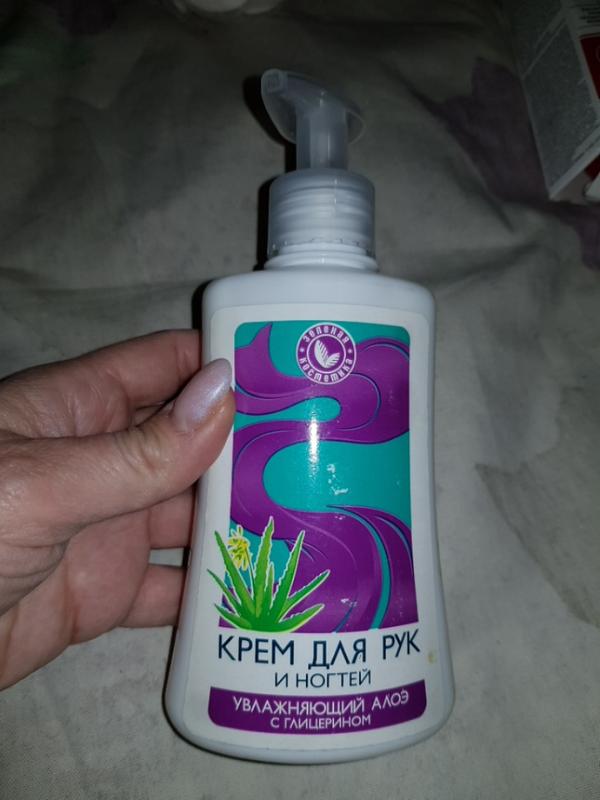 зеленая
косметика
КРЕМ ДЛЯ РУК
И НОГТЕЙ
УВЛАЖНЯЮЩИЙ АЛОЭ
С ГЛИЦЕРИНОМ